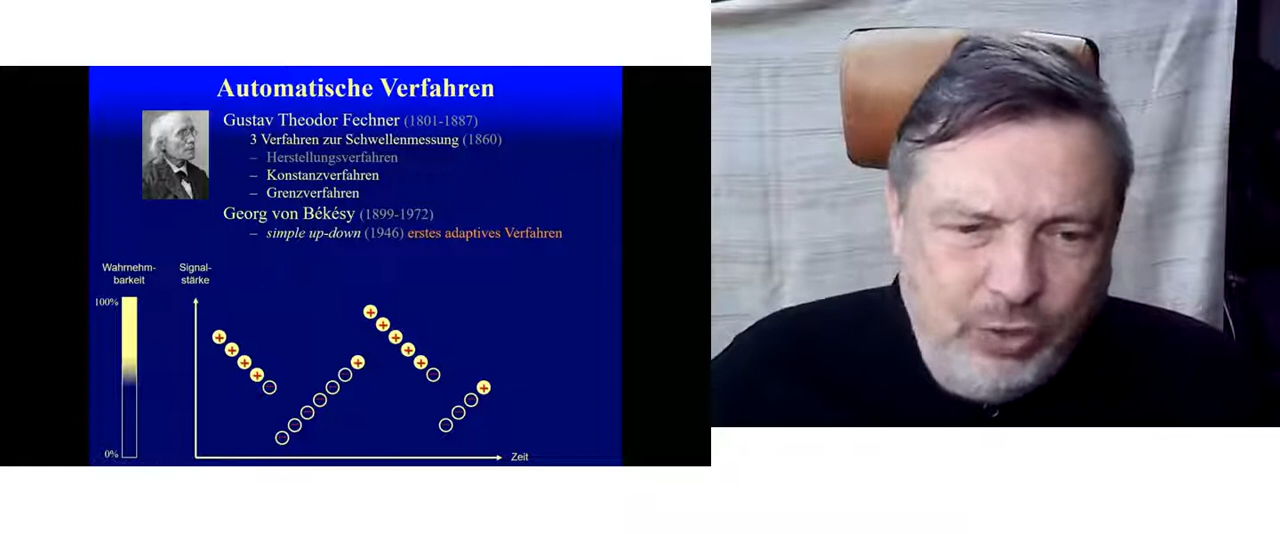 Automatische Verfahren
Gustav Theodor Fechner (1801-1887)
3 Verfahren zur Schwellenmessung (1860)
– Herstellungsverfahren
– Konstanzverfahren
– Grenzverfahren
Georg von Békésy (1899-1972)
– simple up-down (1946) erstes adaptives Verfahren
Wahrnehm-
barkeit
Signal-
stärke
100%
0%
Zeit